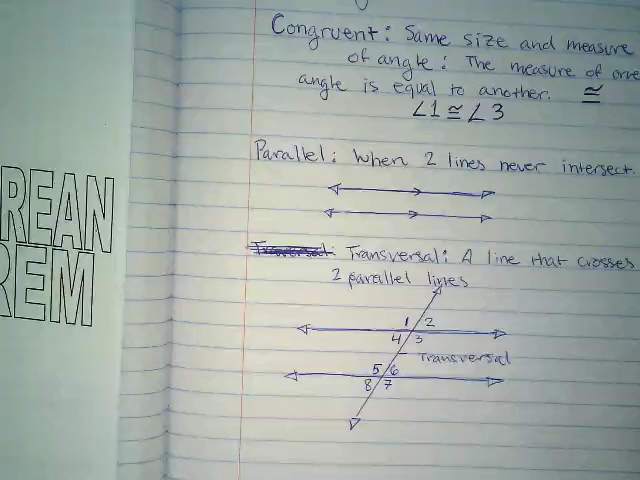 Congruent: Same size and measure
of angle: The measure of one
angle is equal to another. ≅
∠1 ≅ ∠3
Parallel: When 2 lines never intersect.
Transversal: A line that crosses
2 parallel lines
1 2
4 3
Transversal
5 6
8 7
REAN
REM